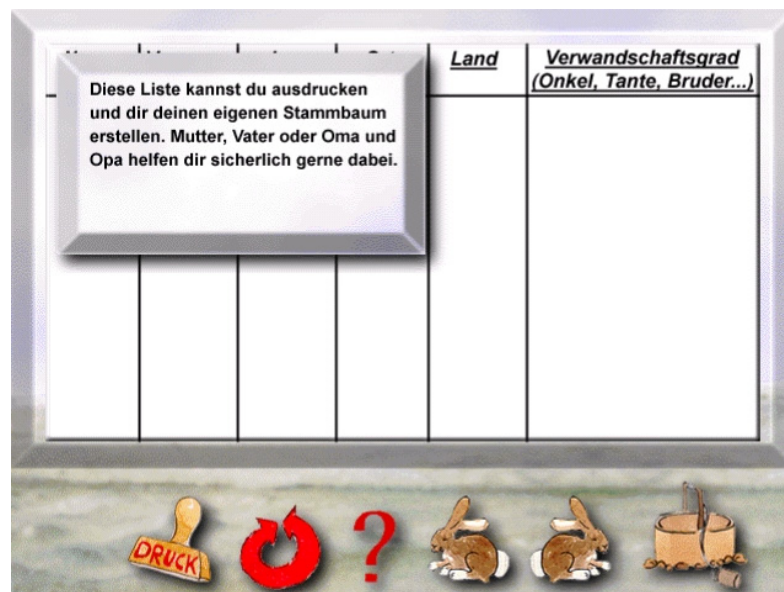 Land
Verwandschaftsgrad
(Onkel, Tante, Bruder...)
Diese Liste kannst du ausdrucken
und dir deinen eigenen Stammbaum
erstellen. Mutter, Vater oder Oma und
Opa helfen dir sicherlich gerne dabei.
DRUCK
?